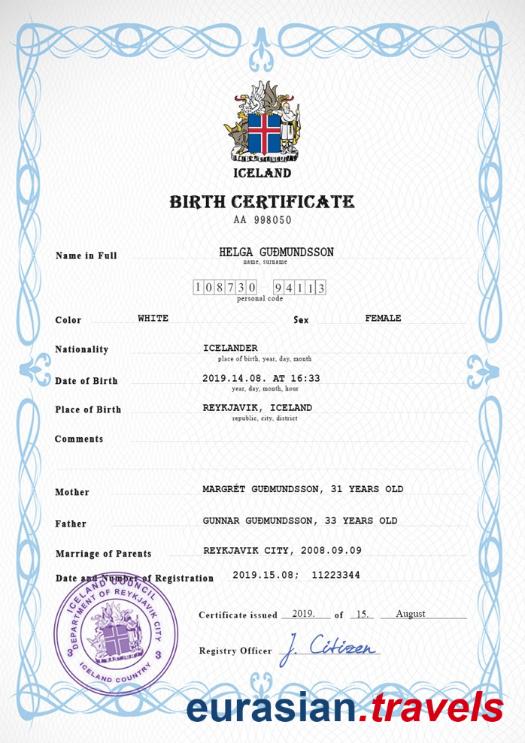 ICELAND
BIRTH CERTIFICATE
AA 998050
Name in Full HELGA GUÐMUNDSSON
name, surname
108730 94113
personal code
Color WHITE Sex FEMALE
Nationality ICELANDER
place of birth, year, day, month
Date of Birth 2019.14.08. AT 16:33
year, day, month, hour
Place of Birth REYKJAVIK, ICELAND
republic, city, district
Comments
Mother MARGRÉT GUÐMUNDSSON, 31 YEARS OLD
Father GUNNAR GUÐMUNDSSON, 33 YEARS OLD
Marriage of Parents REYKJAVIK CITY, 2008.09.09
Date and Number of Registration 2019.15.08; 11223344
ICELAND COUNCIL
DEPARTMENT OF REYKJAVIK CITY
3 3
ICELAND COUNTRY
Certificate issued 2019. of 15. August
Registry Officer J. Citizen
eurasian.travels